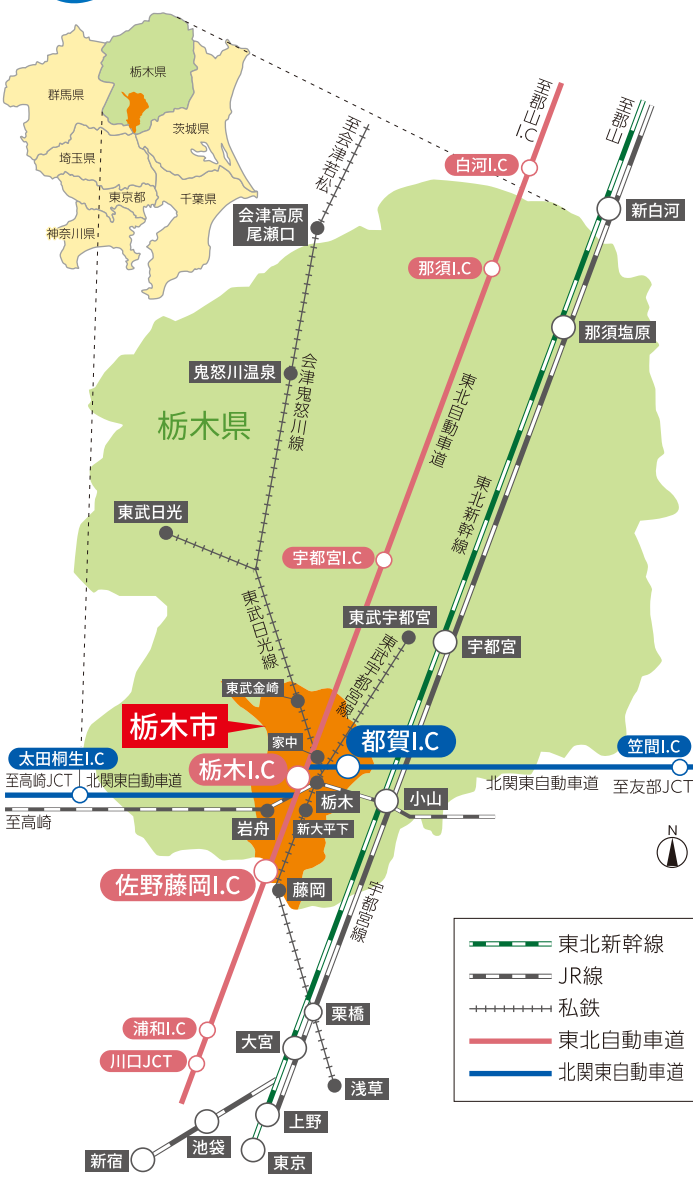 栃木県
群馬県
茨城県
埼玉県
東京都
千葉県
神奈川県
至会津若松
至郡山I.C
至郡山
白河I.C
新白河
会津高原
尾瀬口
那須I.C
那須塩原
鬼怒川温泉
会津鬼怒川線
東北自動車道
栃木県
東北新幹線
東武日光
宇都宮I.C
東武日光線
東武宇都宮
東武宇都宮線
宇都宮
東武金崎
栃木市
家中
都賀I.C
笠間I.C
太田桐生I.C
栃木I.C
至高崎JCT
北関東自動車道
北関東自動車道
至友部JCT
至高崎
岩舟
栃木
新大平下
小山
N
佐野藤岡I.C
藤岡
宇都宮線
東北新幹線
JR線
私鉄
東北自動車道
北関東自動車道
浦和I.C
栗橋
川口JCT
大宮
浅草
上野
池袋
新宿
東京